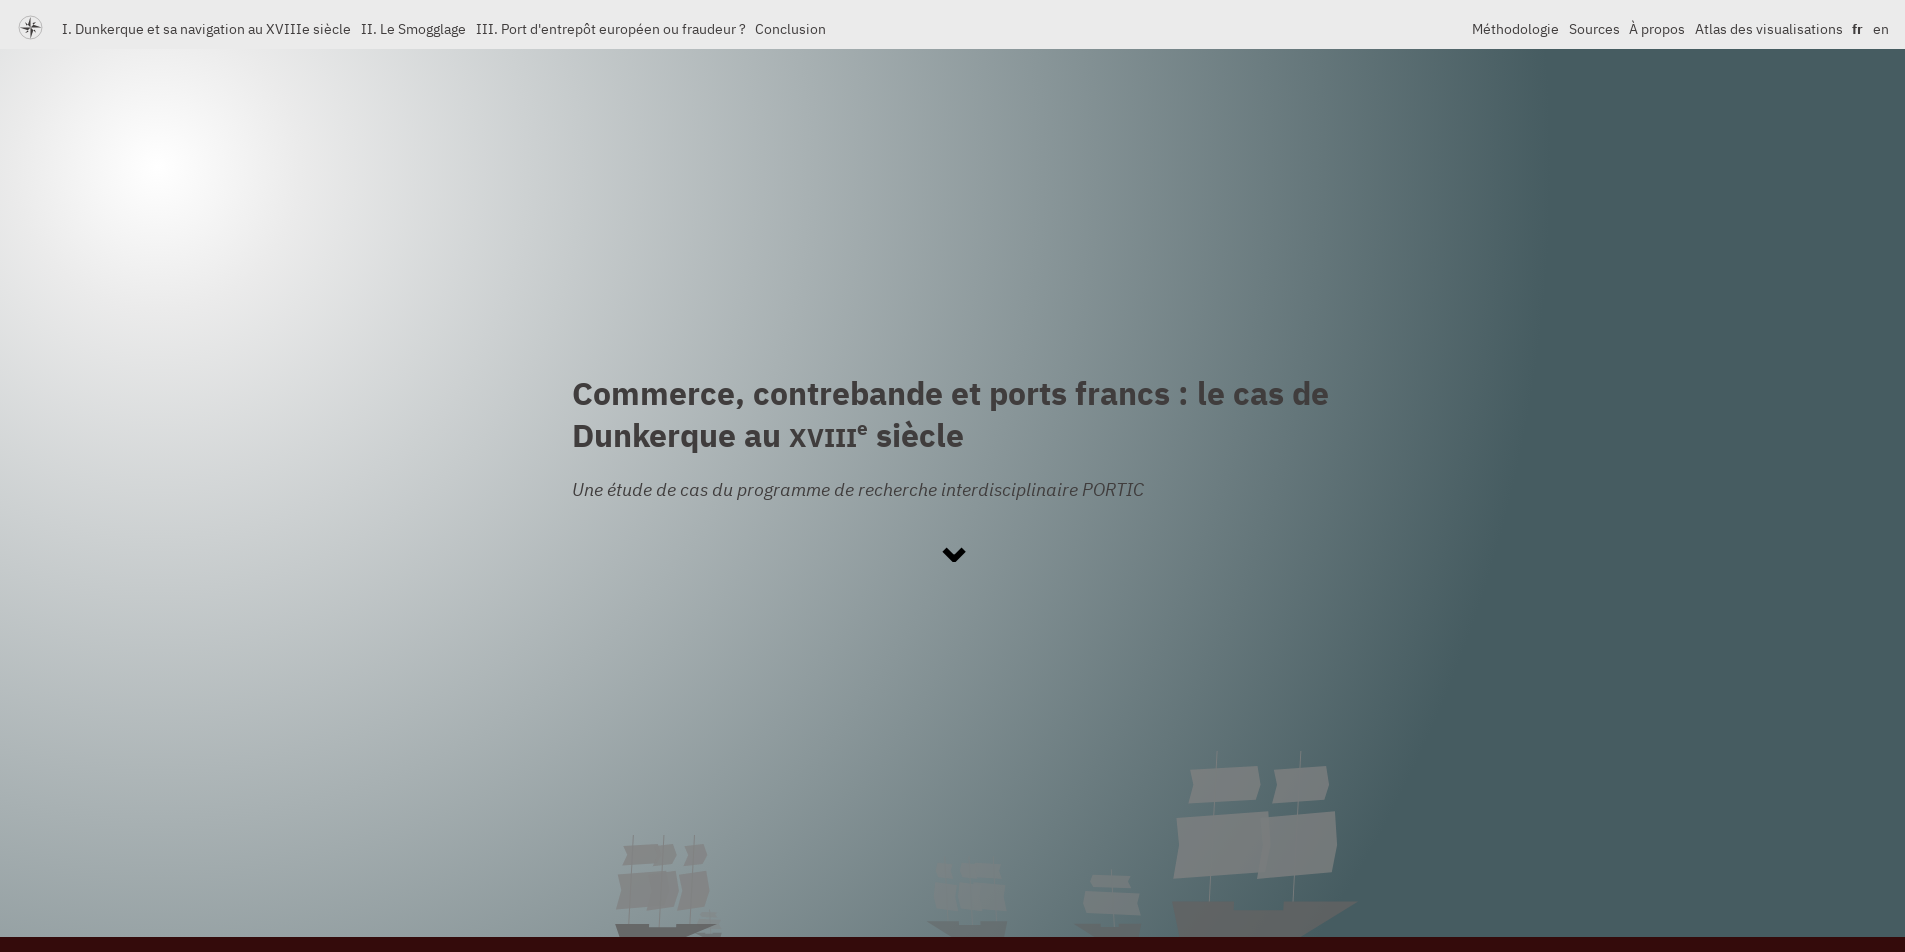 I. Dunkerque et sa navigation au XVIIIe siècle II. Le Smogglage III. Port d'entrepôt européen ou fraudeur ? Conclusion Méthodologie Sources À propos Atlas des visualisations fr en
Commerce, contrebande et ports francs : le cas de
Dunkerque au XVIIIe siècle
Une étude de cas du programme de recherche interdisciplinaire PORTIC